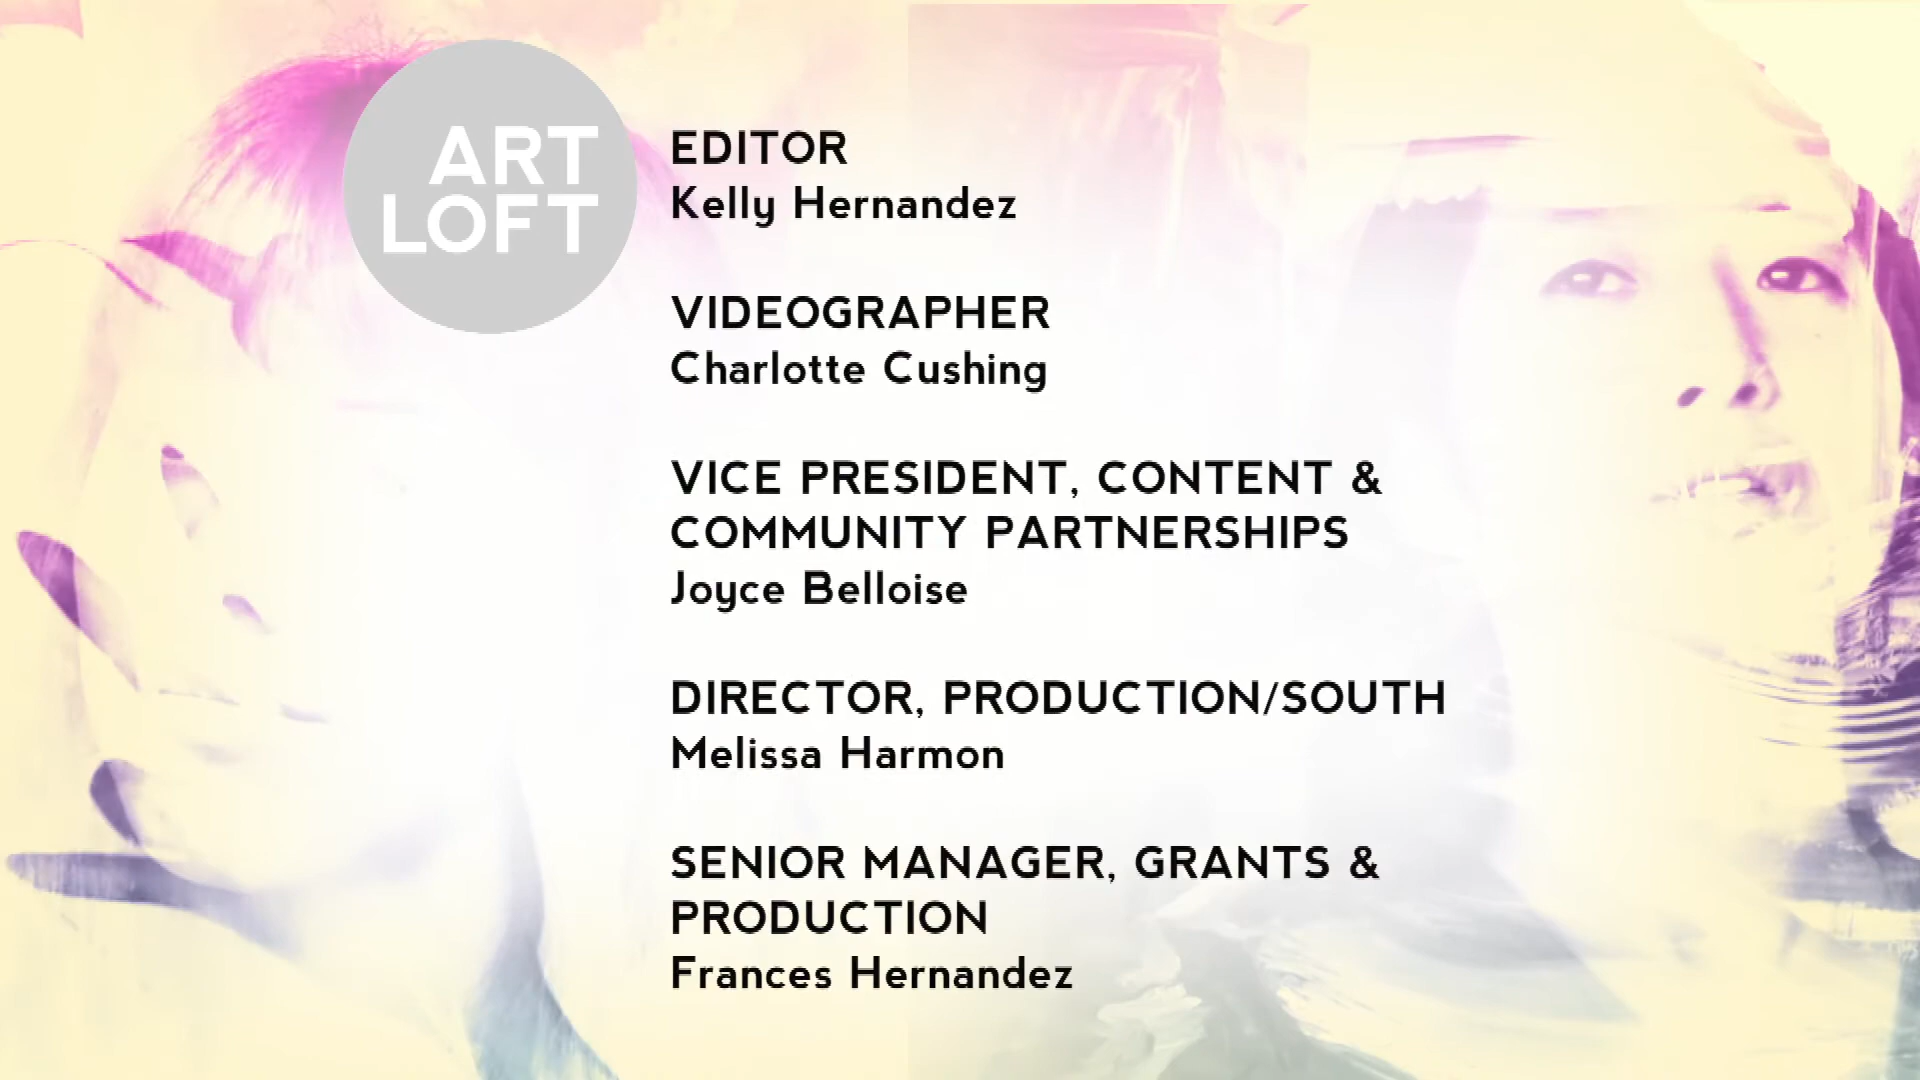 ART
LOFT
EDITOR
Kelly Hernandez
VIDEOGRAPHER
Charlotte Cushing
VICE PRESIDENT, CONTENT &
COMMUNITY PARTNERSHIPS
Joyce Belloise
DIRECTOR, PRODUCTION/SOUTH
Melissa Harmon
SENIOR MANAGER, GRANTS &
PRODUCTION
Frances Hernandez